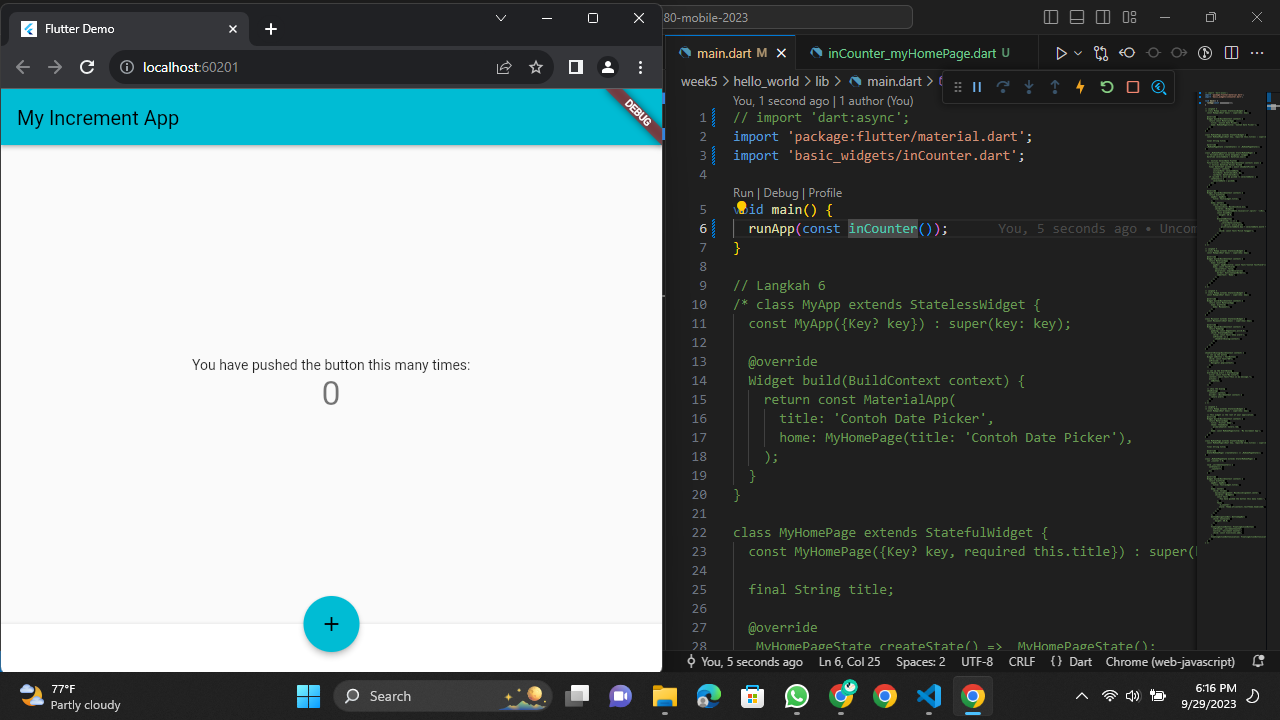 Flutter Demo
localhost:60201
My Increment App
DEBUG
You have pushed the button this many times:
0
+
80-mobile-2023
main.dart M
inCounter_myHomePage.dart U
week5 > hello_world > lib > main.dart >
You, 1 second ago | 1 author (You)
1 // import 'dart:async';
2 import 'package:flutter/material.dart';
3 import 'basic_widgets/inCounter.dart';
4
Run | Debug | Profile
5 void main() {
6 runApp(const inCounter()); You, 5 seconds ago • Uncom
7 }
8
9 // Langkah 6
10 /* class MyApp extends StatelessWidget {
11 const MyApp({Key? key}) : super(key: key);
12
13 @override
14 Widget build(BuildContext context) {
15 return const MaterialApp(
16 title: 'Contoh Date Picker',
17 home: MyHomePage(title: 'Contoh Date Picker'),
18 );
19 }
20 }
21
22 class MyHomePage extends StatefulWidget {
23 const MyHomePage({Key? key, required this.title}) : super(
24
25 final String title;
26
27 @override
28 _MyHomePageState createState() => _MyHomePageState();
You, 5 seconds ago Ln 6, Col 25 Spaces: 2 UTF-8 CRLF {} Dart Chrome (web-javascript)
77°F
Partly cloudy
Search
6:16 PM
9/29/2023